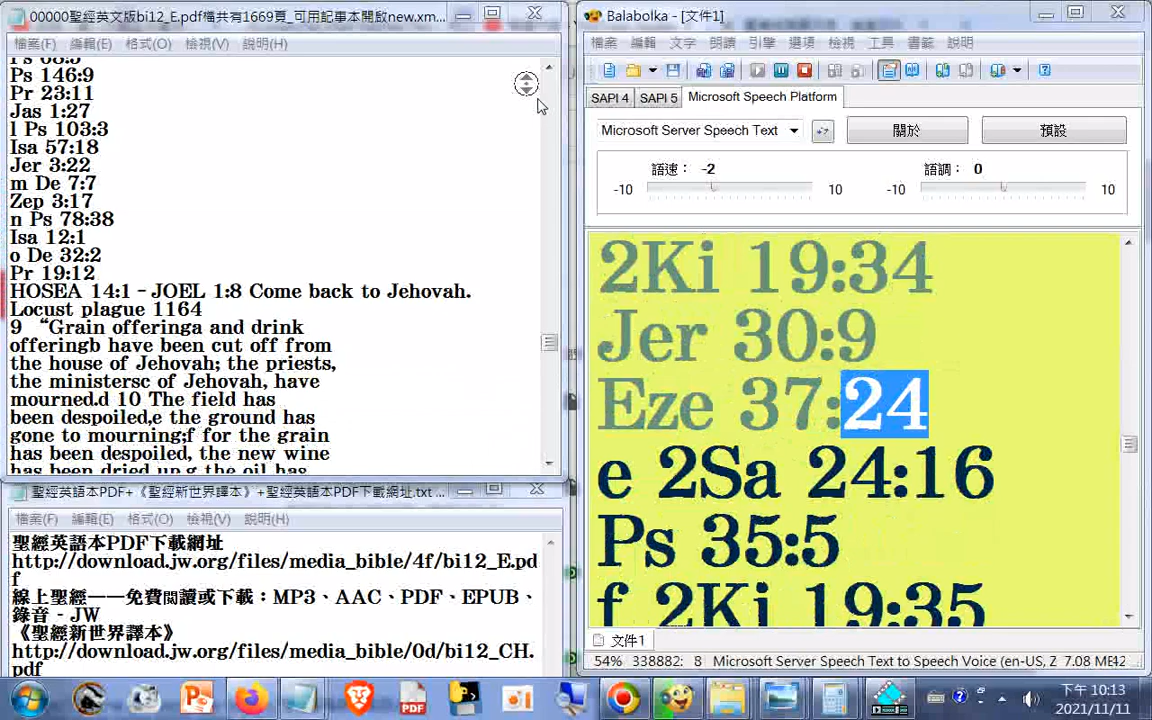 00000聖經英文版bi12_E.pdf檔共有1669頁_可用記事本開啟new.xm...
檔案(F) 編輯(E) 格式(O) 檢視(V) 說明(H)
Ps 146:9
Pr 23:11
Jas 1:27
l Ps 103:3
Isa 57:18
Jer 3:22
m De 7:7
Zep 3:17
n Ps 78:38
Isa 12:1
o De 32:2
Pr 19:12
HOSEA 14:1–JOEL 1:8 Come back to Jehovah.
Locust plague 1164
9 “Grain offeringa and drink
offeringb have been cut off from
the house of Jehovah; the priests,
the ministersc of Jehovah, have
mourned.d 10 The field has
been despoiled,e the ground has
gone to mourning;f for the grain
has been despoiled, the new wine
has been dried up,g the oil has
聖經英語本PDF+《聖經新世界譯本》+聖經英語本PDF下載網址.txt ...
檔案(F) 編輯(E) 格式(O) 檢視(V) 說明(H)
聖經英語本PDF下載網址
http://download.jw.org/files/media_bible/4f/bi12_E.pd
f
線上聖經——免費閱讀或下載：MP3、AAC、PDF、EPUB、
錄音 - JW
《聖經新世界譯本》
http://download.jw.org/files/media_bible/0d/bi12_CH.
pdf
Balabolka - [文件1]
檔案 編輯 文字 朗讀 引擎 選項 檢視 工具 書籤 說明
SAPI 4 SAPI 5 Microsoft Speech Platform
Microsoft Server Speech Text 關於 預設
語速： -2 語調： 0
-10 10 -10 10
2Ki 19:34
Jer 30:9
Eze 37:24
e 2Sa 24:16
Ps 35:5
f 2Ki 19:35
文件1
54% 338882: 8 Microsoft Server Speech Text to Speech Voice (en-US, Z 7.08 ME42
下午 10:13
2021/11/11